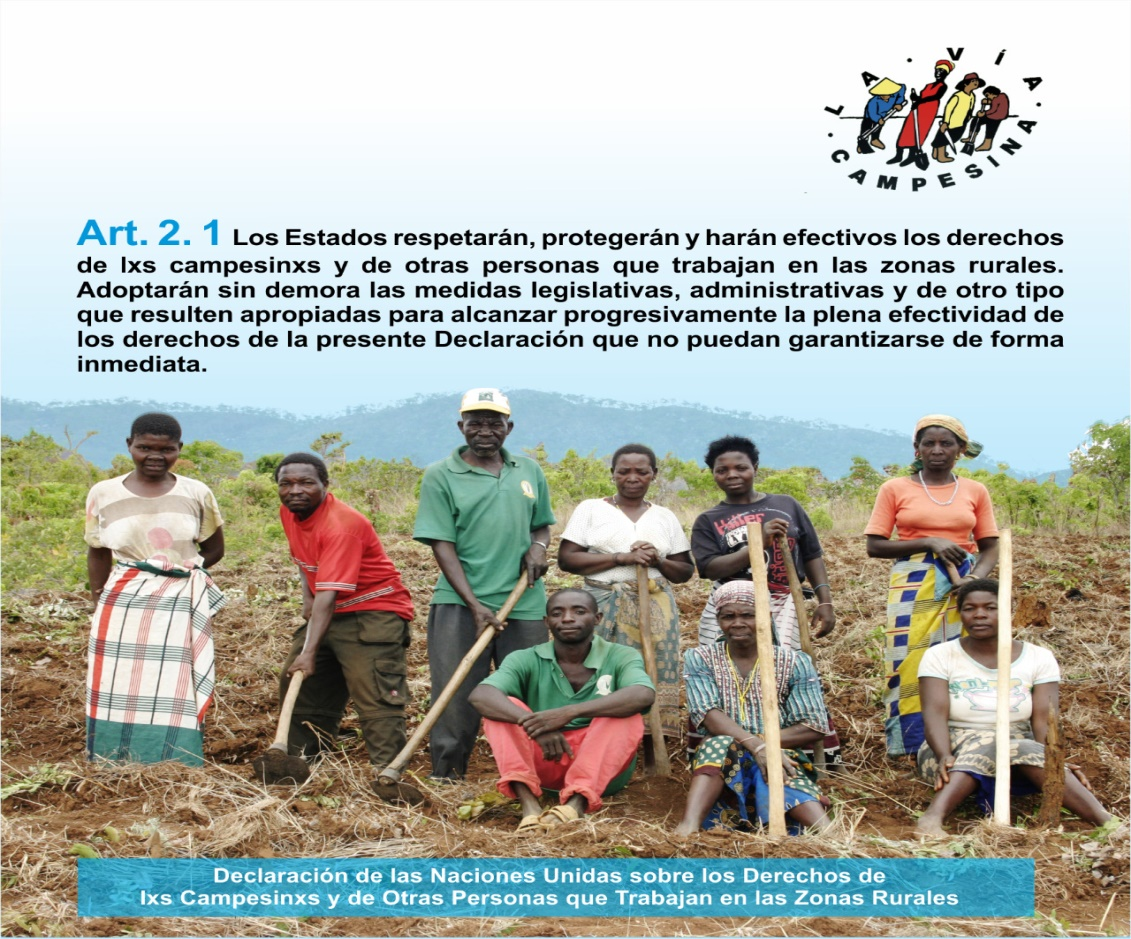 LA VÍA CAMPESINA
Art. 2. 1 Los Estados respetarán, protegerán y harán efectivos los derechos
de lxs campesinxs y de otras personas que trabajan en las zonas rurales.
Adoptarán sin demora las medidas legislativas, administrativas y de otro tipo
que resulten apropiadas para alcanzar progresivamente la plena efectividad de
los derechos de la presente Declaración que no puedan garantizarse de forma
inmediata.
Declaración de las Naciones Unidas sobre los Derechos de
lxs Campesinxs y de Otras Personas que Trabajan en las Zonas Rurales